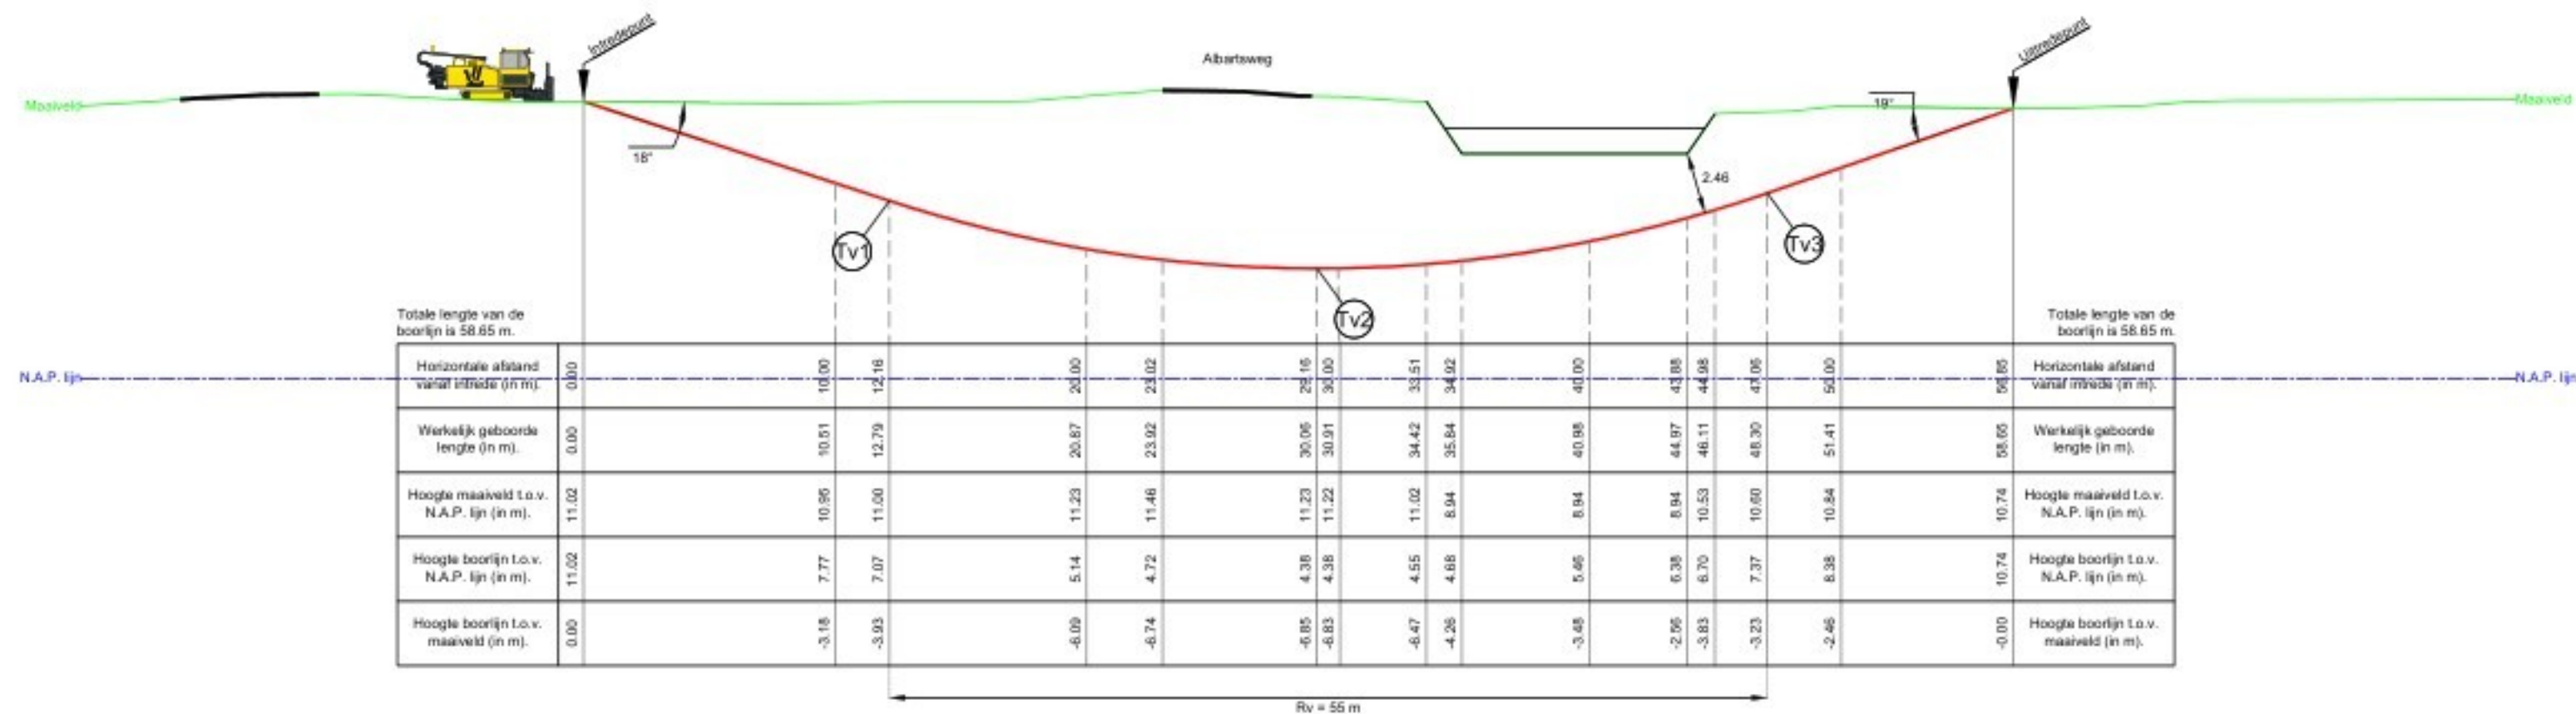 Intredepunt
Albartsweg
Uittredepunt
Maaiveld
Maaiveld
18°
19°
2.46
Tv1
Tv2
Tv3
Totale lengte van de
boorlijn is 58.65 m.
Totale lengte van de
boorlijn is 58.65 m.
N.A.P. lijn
N.A.P. lijn
Horizontale afstand
vanaf intrede (in m).
0.00 10.00 12.16 20.00 23.02 29.16 30.00 33.51 34.92 40.00 43.88 44.98 47.06 50.00 56.85
Horizontale afstand
vanaf intrede (in m).
Werkelijk geboorde
lengte (in m).
0.00 10.51 12.79 20.87 23.92 30.06 30.91 34.42 35.84 40.98 44.97 46.11 48.30 51.41 58.65
Werkelijk geboorde
lengte (in m).
Hoogte maaiveld t.o.v.
N.A.P. lijn (in m).
11.02 10.95 11.00 11.23 11.46 11.23 11.22 11.02 8.94 8.94 8.94 10.53 10.60 10.84 10.74
Hoogte maaiveld t.o.v.
N.A.P. lijn (in m).
Hoogte boorlijn t.o.v.
N.A.P. lijn (in m).
11.02 7.77 7.07 5.14 4.72 4.38 4.38 4.55 4.68 5.46 6.38 6.70 7.37 8.38 10.74
Hoogte boorlijn t.o.v.
N.A.P. lijn (in m).
Hoogte boorlijn t.o.v.
maaiveld (in m).
0.00 -3.18 -3.93 -6.09 -6.74 -6.85 -6.83 -6.47 -4.26 -3.48 -2.56 -3.83 -3.23 -2.46 -0.00
Hoogte boorlijn t.o.v.
maaiveld (in m).
Rv = 55 m